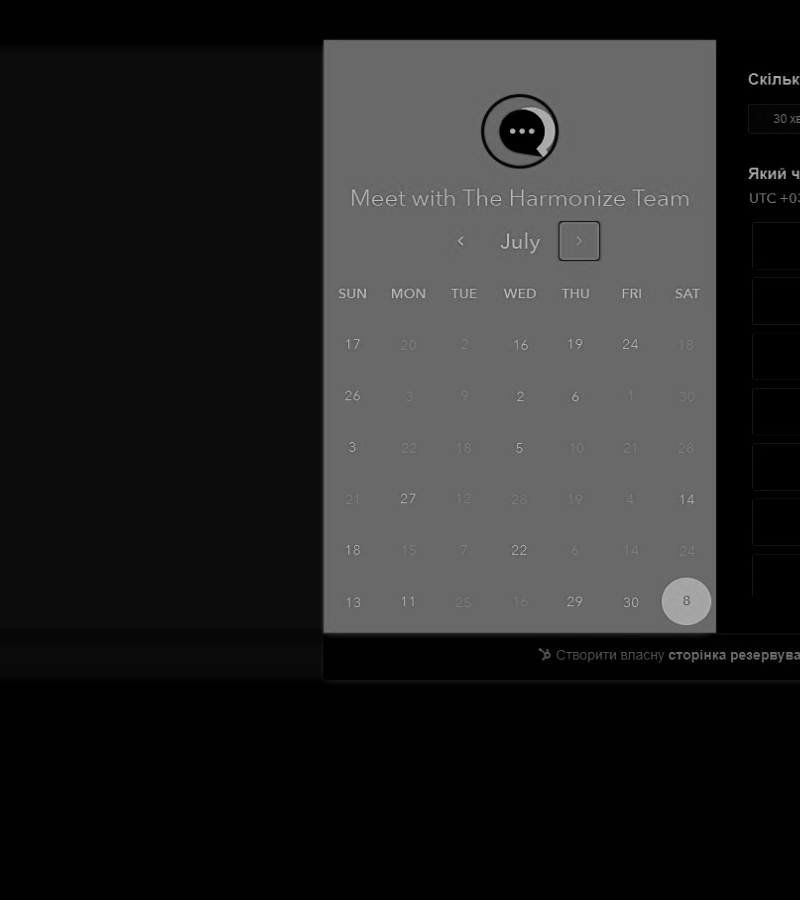 Meet with The Harmonize Team
July
SUN MON TUE WED THU FRI SAT
17 20 2 16 19 24 18
26 3 9 2 6 1 30
3 22 18 5 10 21 28
21 27 12 28 19 4 14
18 15 7 22 6 14 24
13 11 25 16 29 30 8
Скільк
30 хв
Який ч
UTC +03
Створити власну сторінка резервува